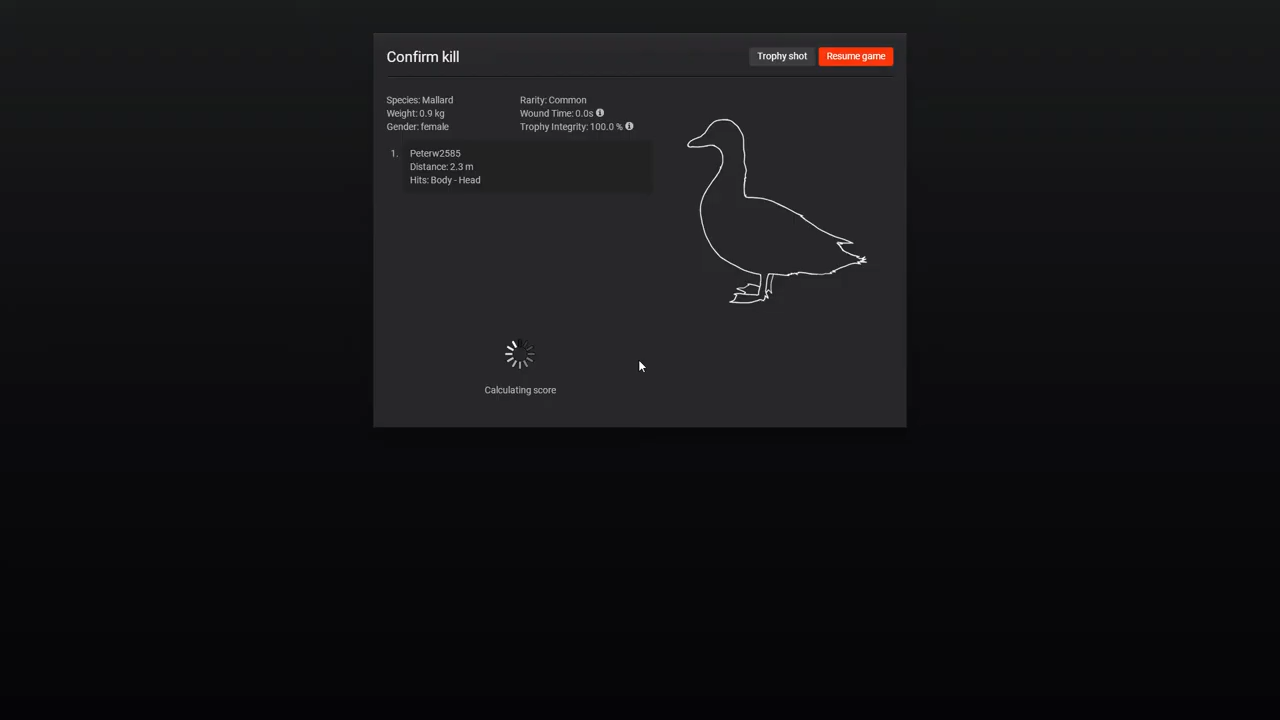 Confirm kill
Trophy shot
Resume game
Species: Mallard
Rarity: Common
Weight: 0.9 kg
Wound Time: 0.0s
Gender: female
Trophy Integrity: 100.0 %
1. Peterw2585
Distance: 2.3 m
Hits: Body - Head
Calculating score